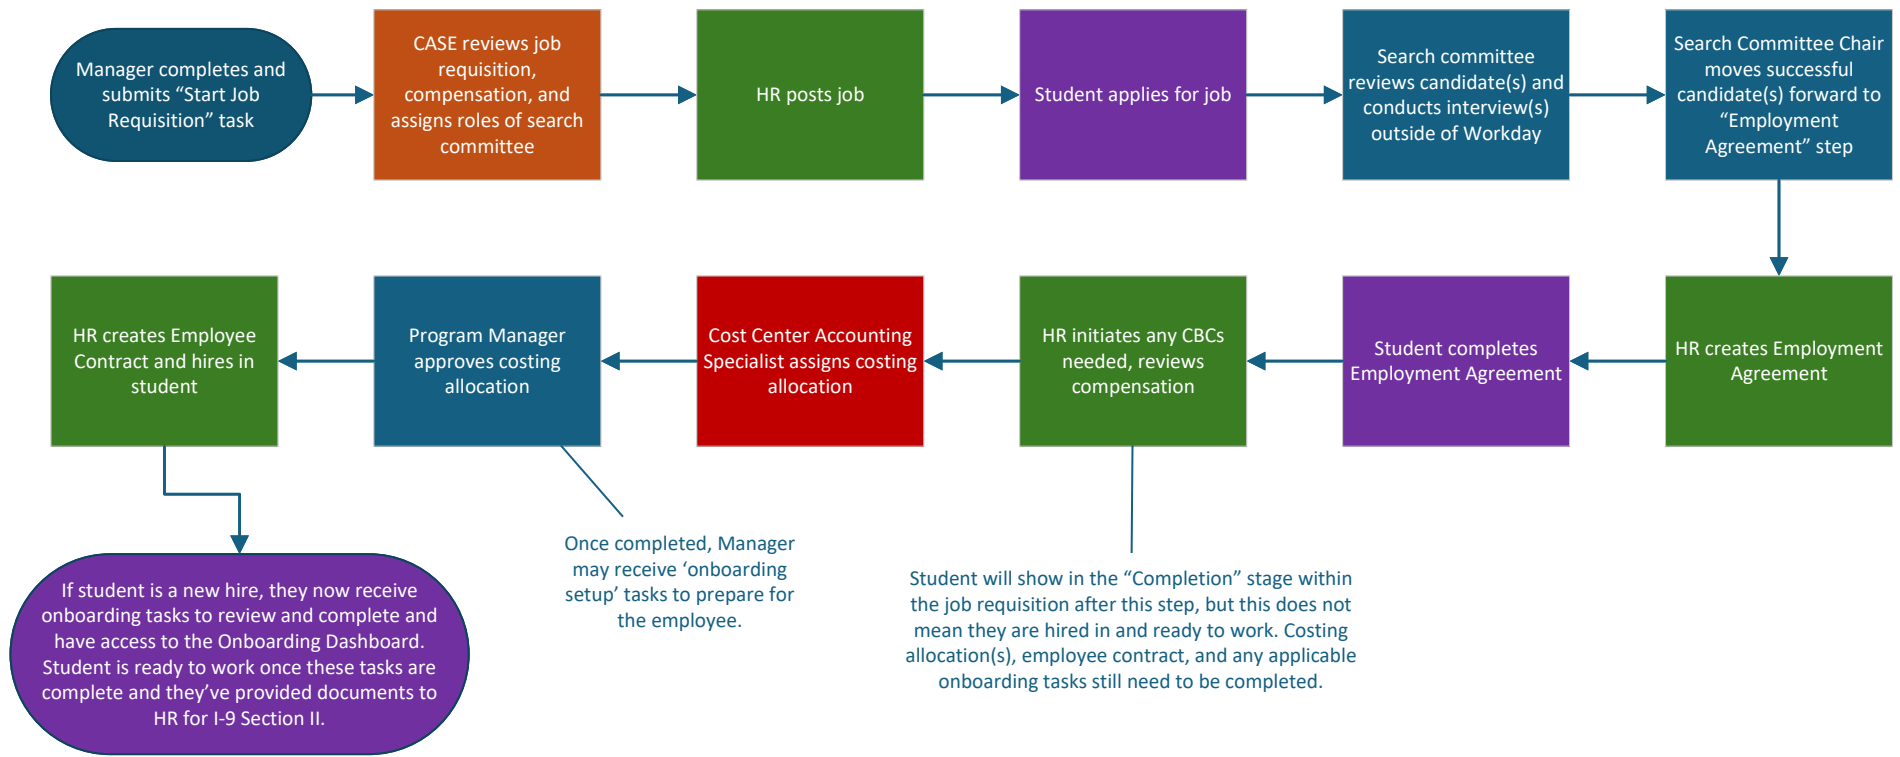 Manager completes and
submits “Start Job
Requisition” task
CASE reviews job
requisition,
compensation, and
assigns roles of search
committee
HR posts job
Student applies for job
Search committee
reviews candidate(s) and
conducts interview(s)
outside of Workday
Search Committee Chair
moves successful
candidate(s) forward to
“Employment
Agreement” step
HR creates Employment
Agreement
Student completes
Employment Agreement
HR initiates any CBCs
needed, reviews
compensation
Cost Center Accounting
Specialist assigns costing
allocation
Program Manager
approves costing
allocation
HR creates Employee
Contract and hires in
student
Once completed, Manager
may receive ‘onboarding
setup’ tasks to prepare for
the employee.
Student will show in the “Completion” stage within
the job requisition after this step, but this does not
mean they are hired in and ready to work. Costing
allocation(s), employee contract, and any applicable
onboarding tasks still need to be completed.
If student is a new hire, they now receive
onboarding tasks to review and complete and
have access to the Onboarding Dashboard.
Student is ready to work once these tasks are
complete and they’ve provided documents to
HR for I-9 Section II.